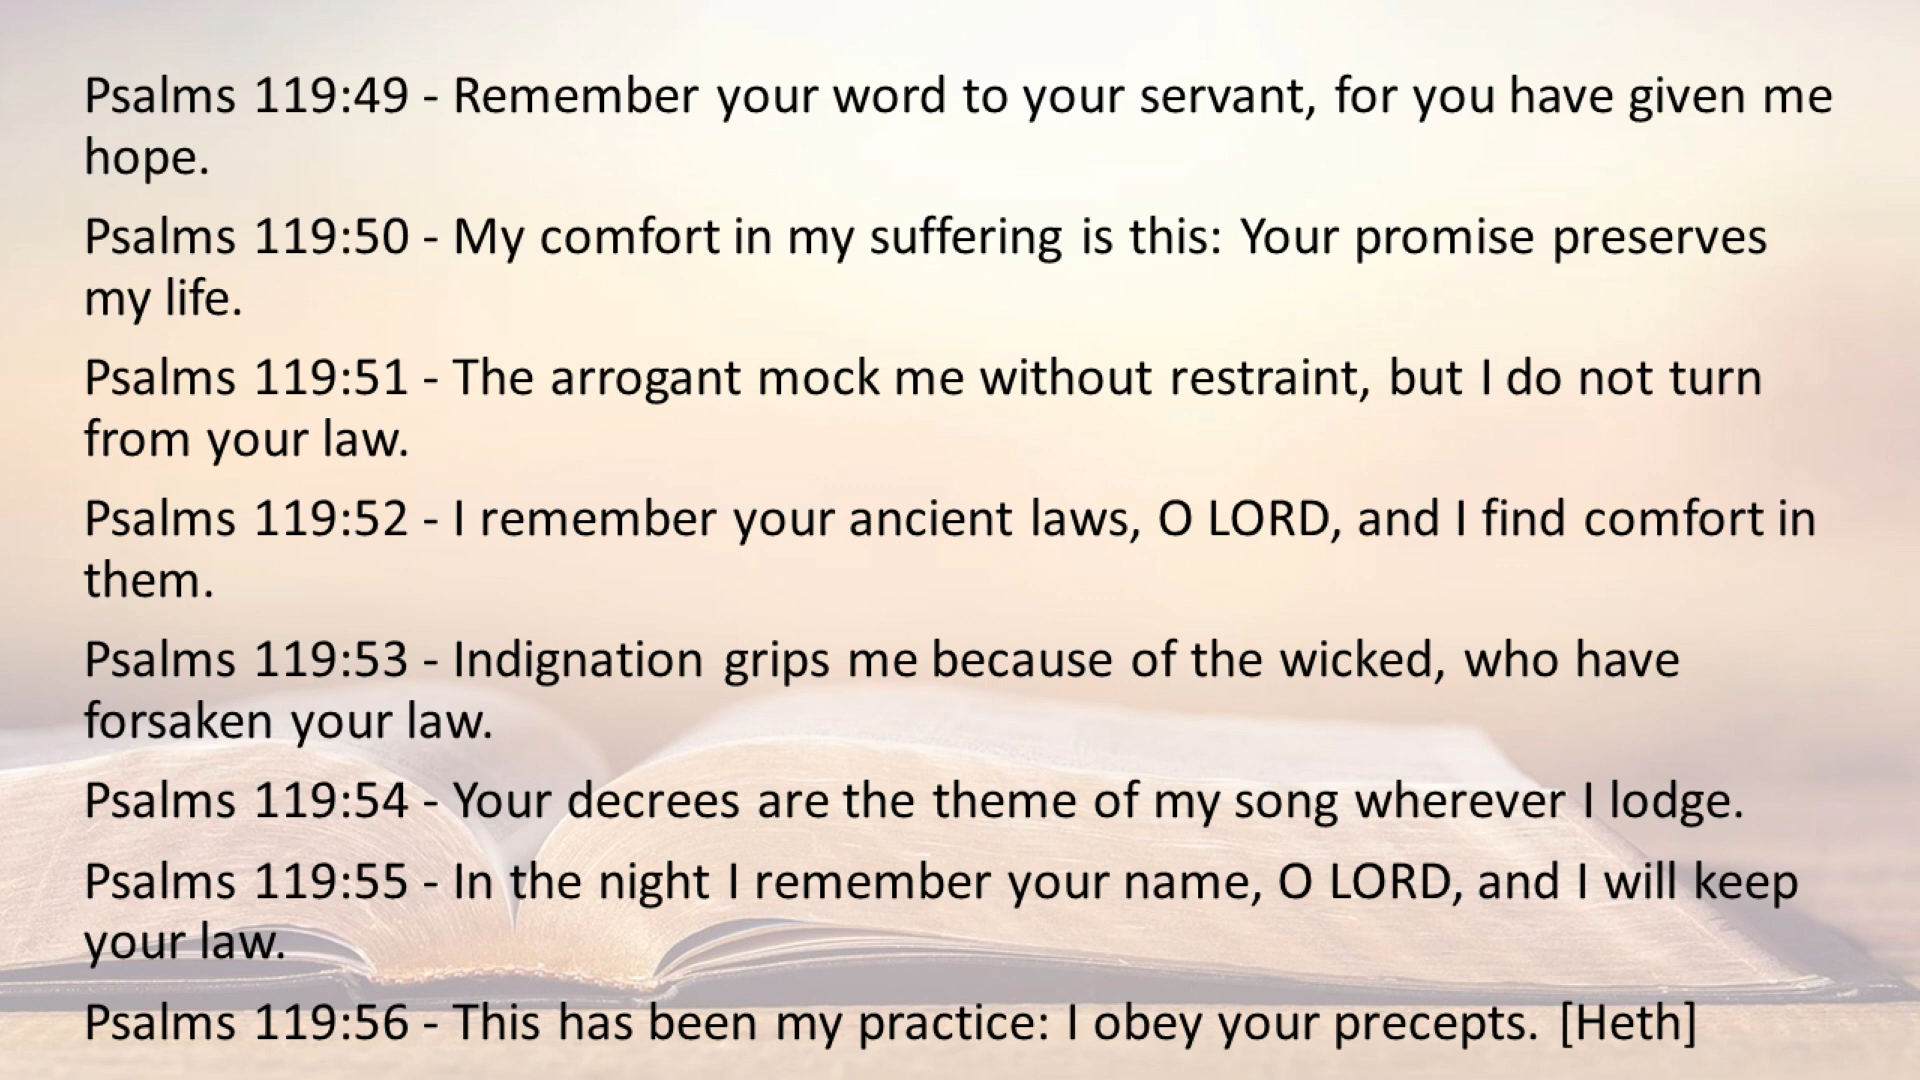 Psalms 119:49 - Remember your word to your servant, for you have given me
hope.
Psalms 119:50 - My comfort in my suffering is this: Your promise preserves
my life.
Psalms 119:51 - The arrogant mock me without restraint, but I do not turn
from your law.
Psalms 119:52 - I remember your ancient laws, O LORD, and I find comfort in
them.
Psalms 119:53 - Indignation grips me because of the wicked, who have
forsaken your law.
Psalms 119:54 - Your decrees are the theme of my song wherever I lodge.
Psalms 119:55 - In the night I remember your name, O LORD, and I will keep
your law.
Psalms 119:56 - This has been my practice: I obey your precepts. [Heth]